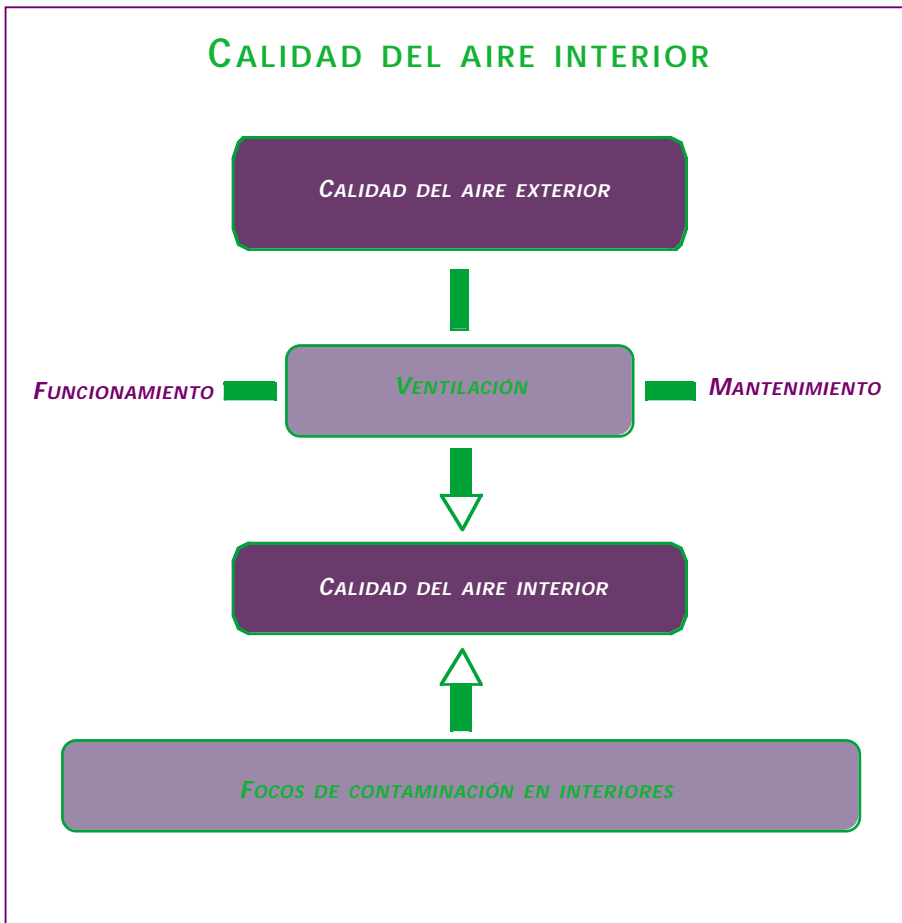 CALIDAD DEL AIRE INTERIOR
CALIDAD DEL AIRE EXTERIOR
FUNCIONAMIENTO
VENTILACIÓN
MANTENIMIENTO
CALIDAD DEL AIRE INTERIOR
FOCOS DE CONTAMINACIÓN EN INTERIORES